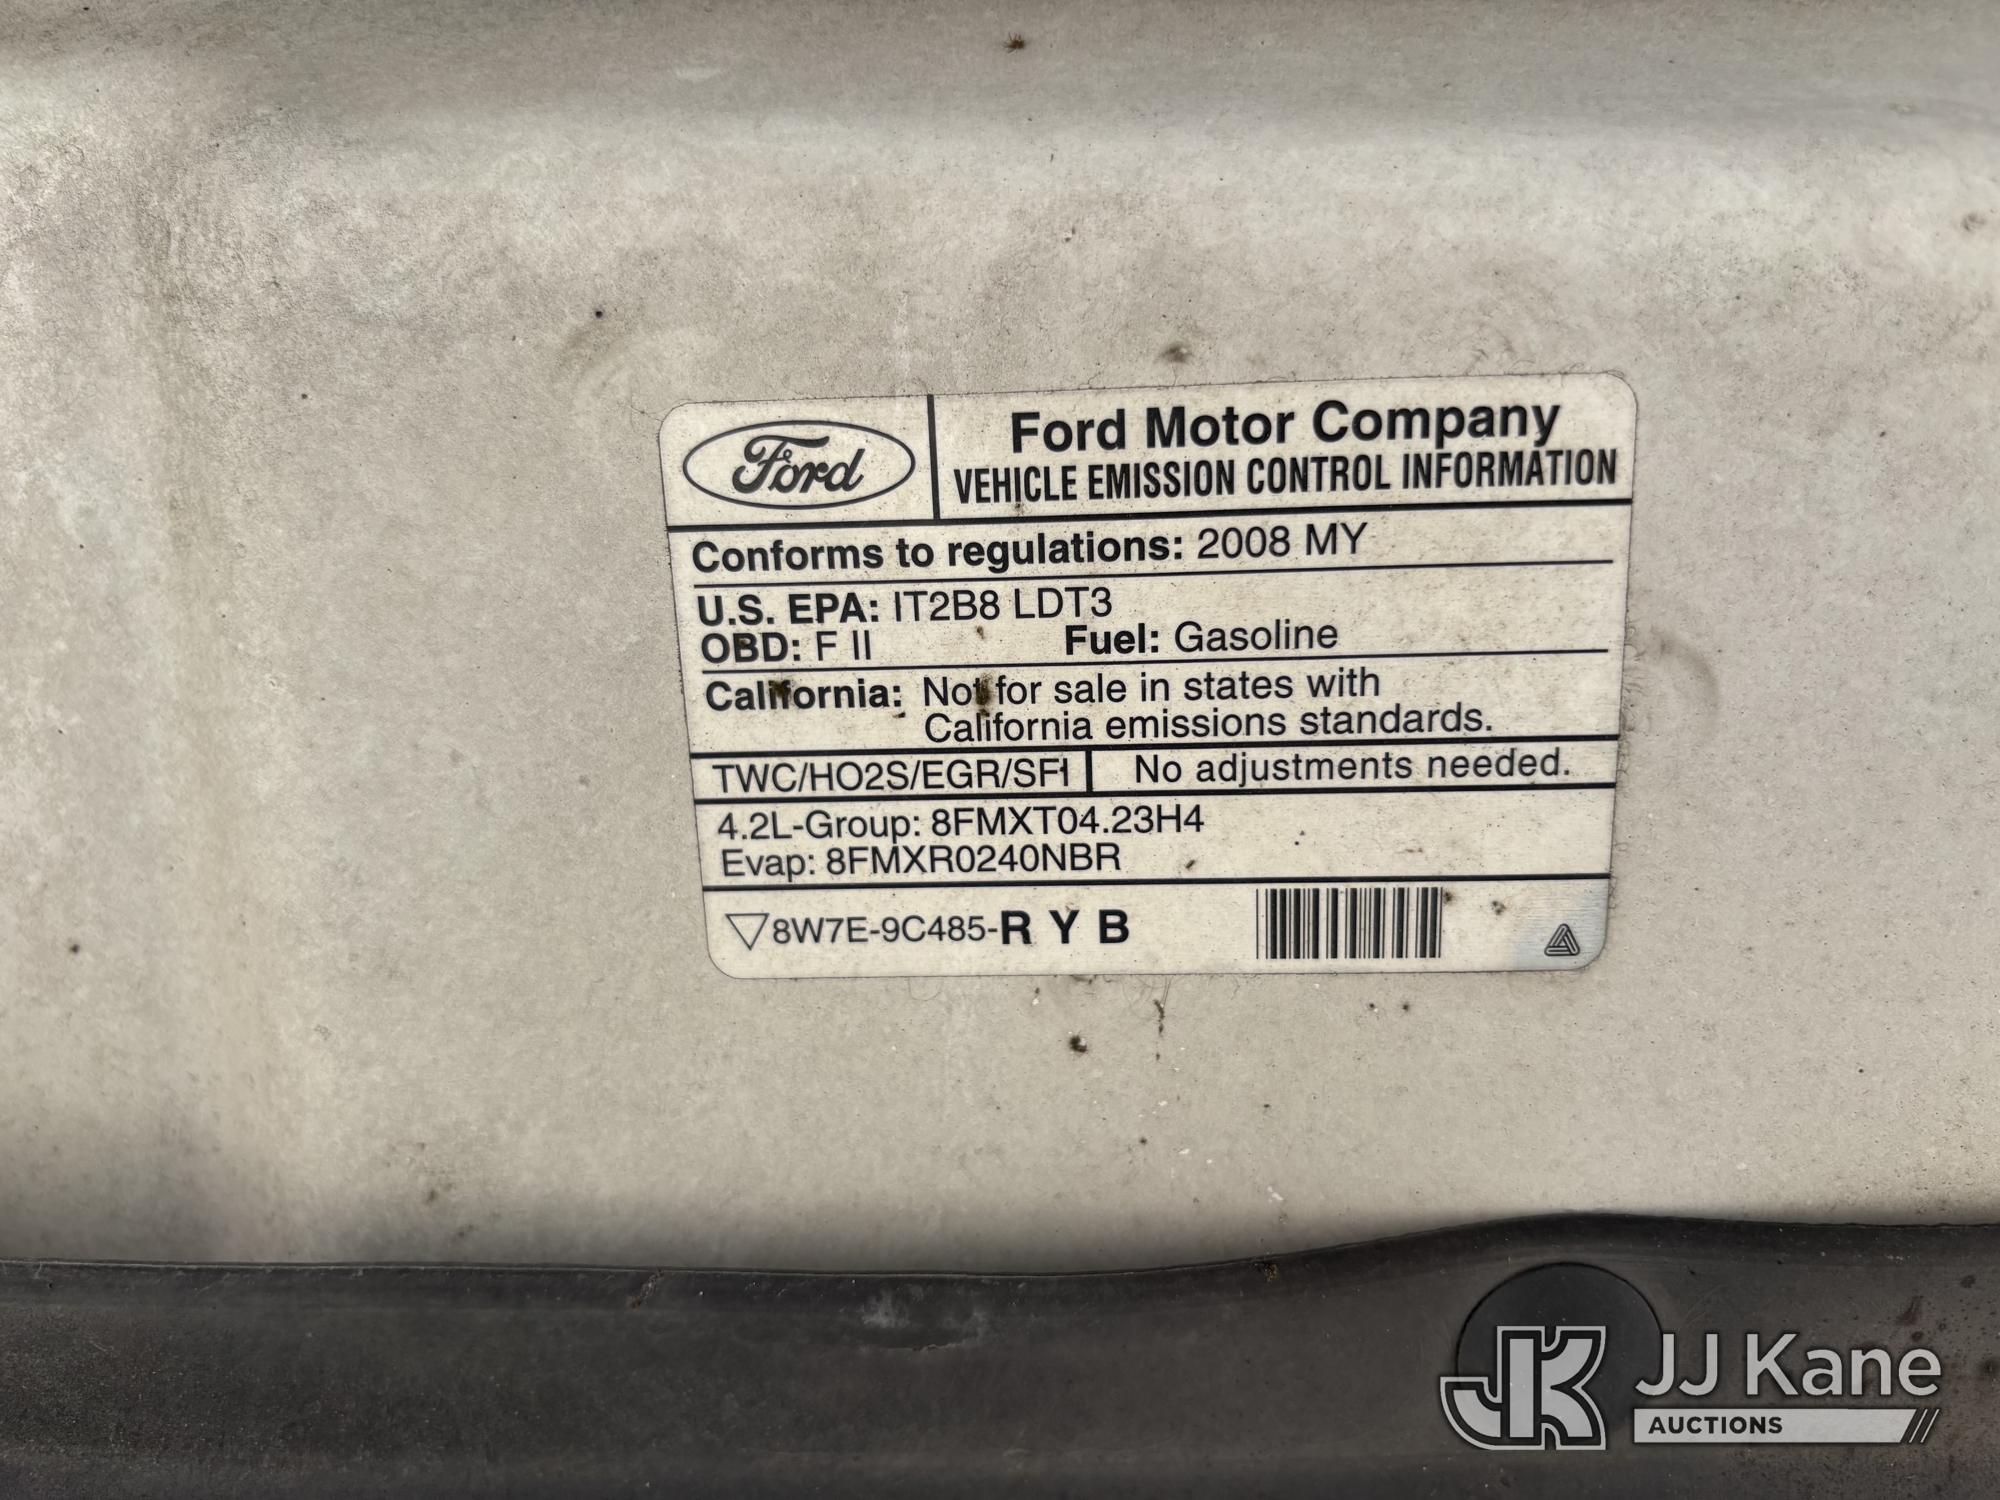 Ford
Ford Motor Company
VEHICLE EMISSION CONTROL INFORMATION
Conforms to regulations: 2008 MY
U.S. EPA: IT2B8 LDT3
OBD: F II Fuel: Gasoline
California: Not for sale in states with
California emissions standards.
TWC/HO2S/EGR/SFI
No adjustments needed.
4.2L-Group: 8FMXT04.23H4
Evap: 8FMXR0240NBR
8W7E-9C485-R Y B
JK
JJ Kane
AUCTIONS